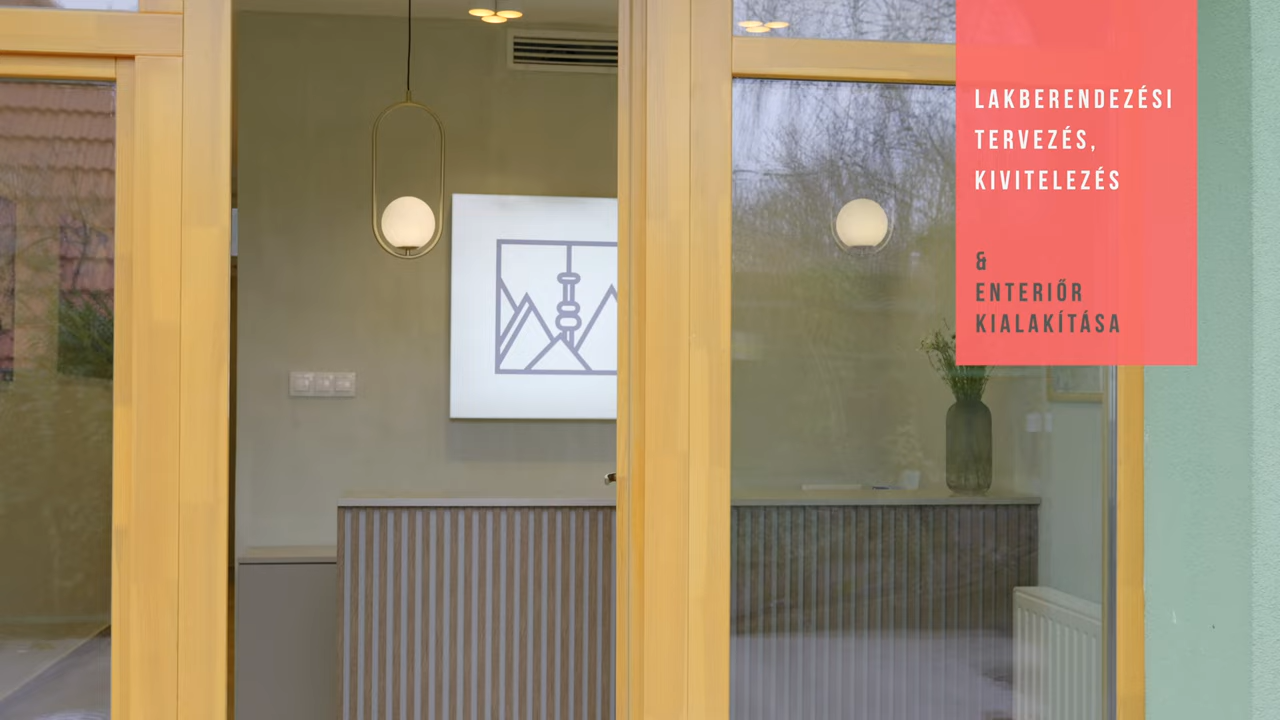 LAKBERENDEZÉSI
TERVEZÉS,
KIVITELEZÉS
&
ENTERIŐR
KIALAKÍTÁSA